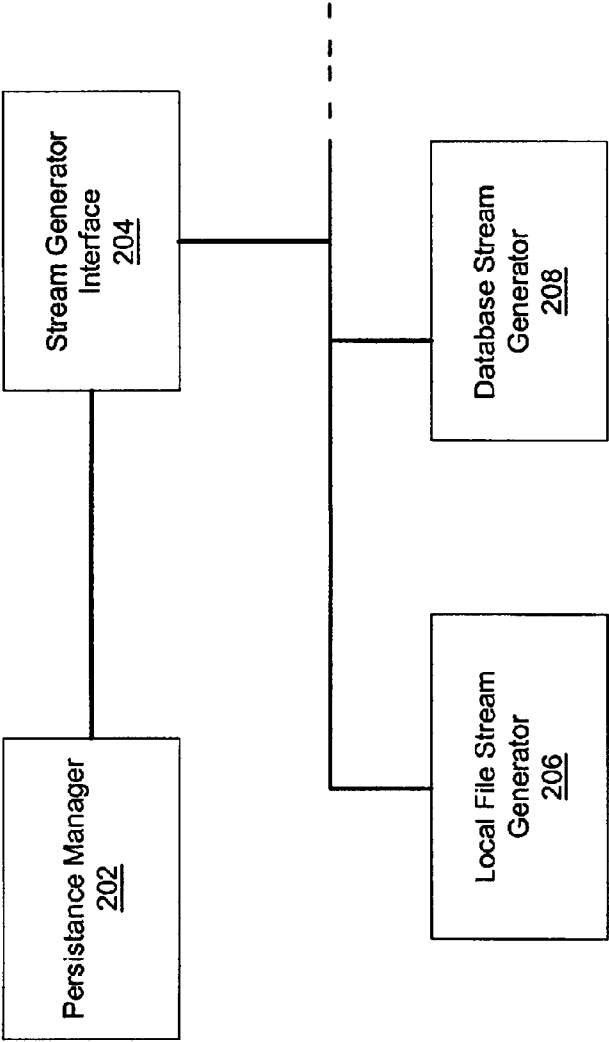 Persistance Manager
202
Stream Generator
Interface
204
Local File Stream
Generator
206
Database Stream
Generator
208